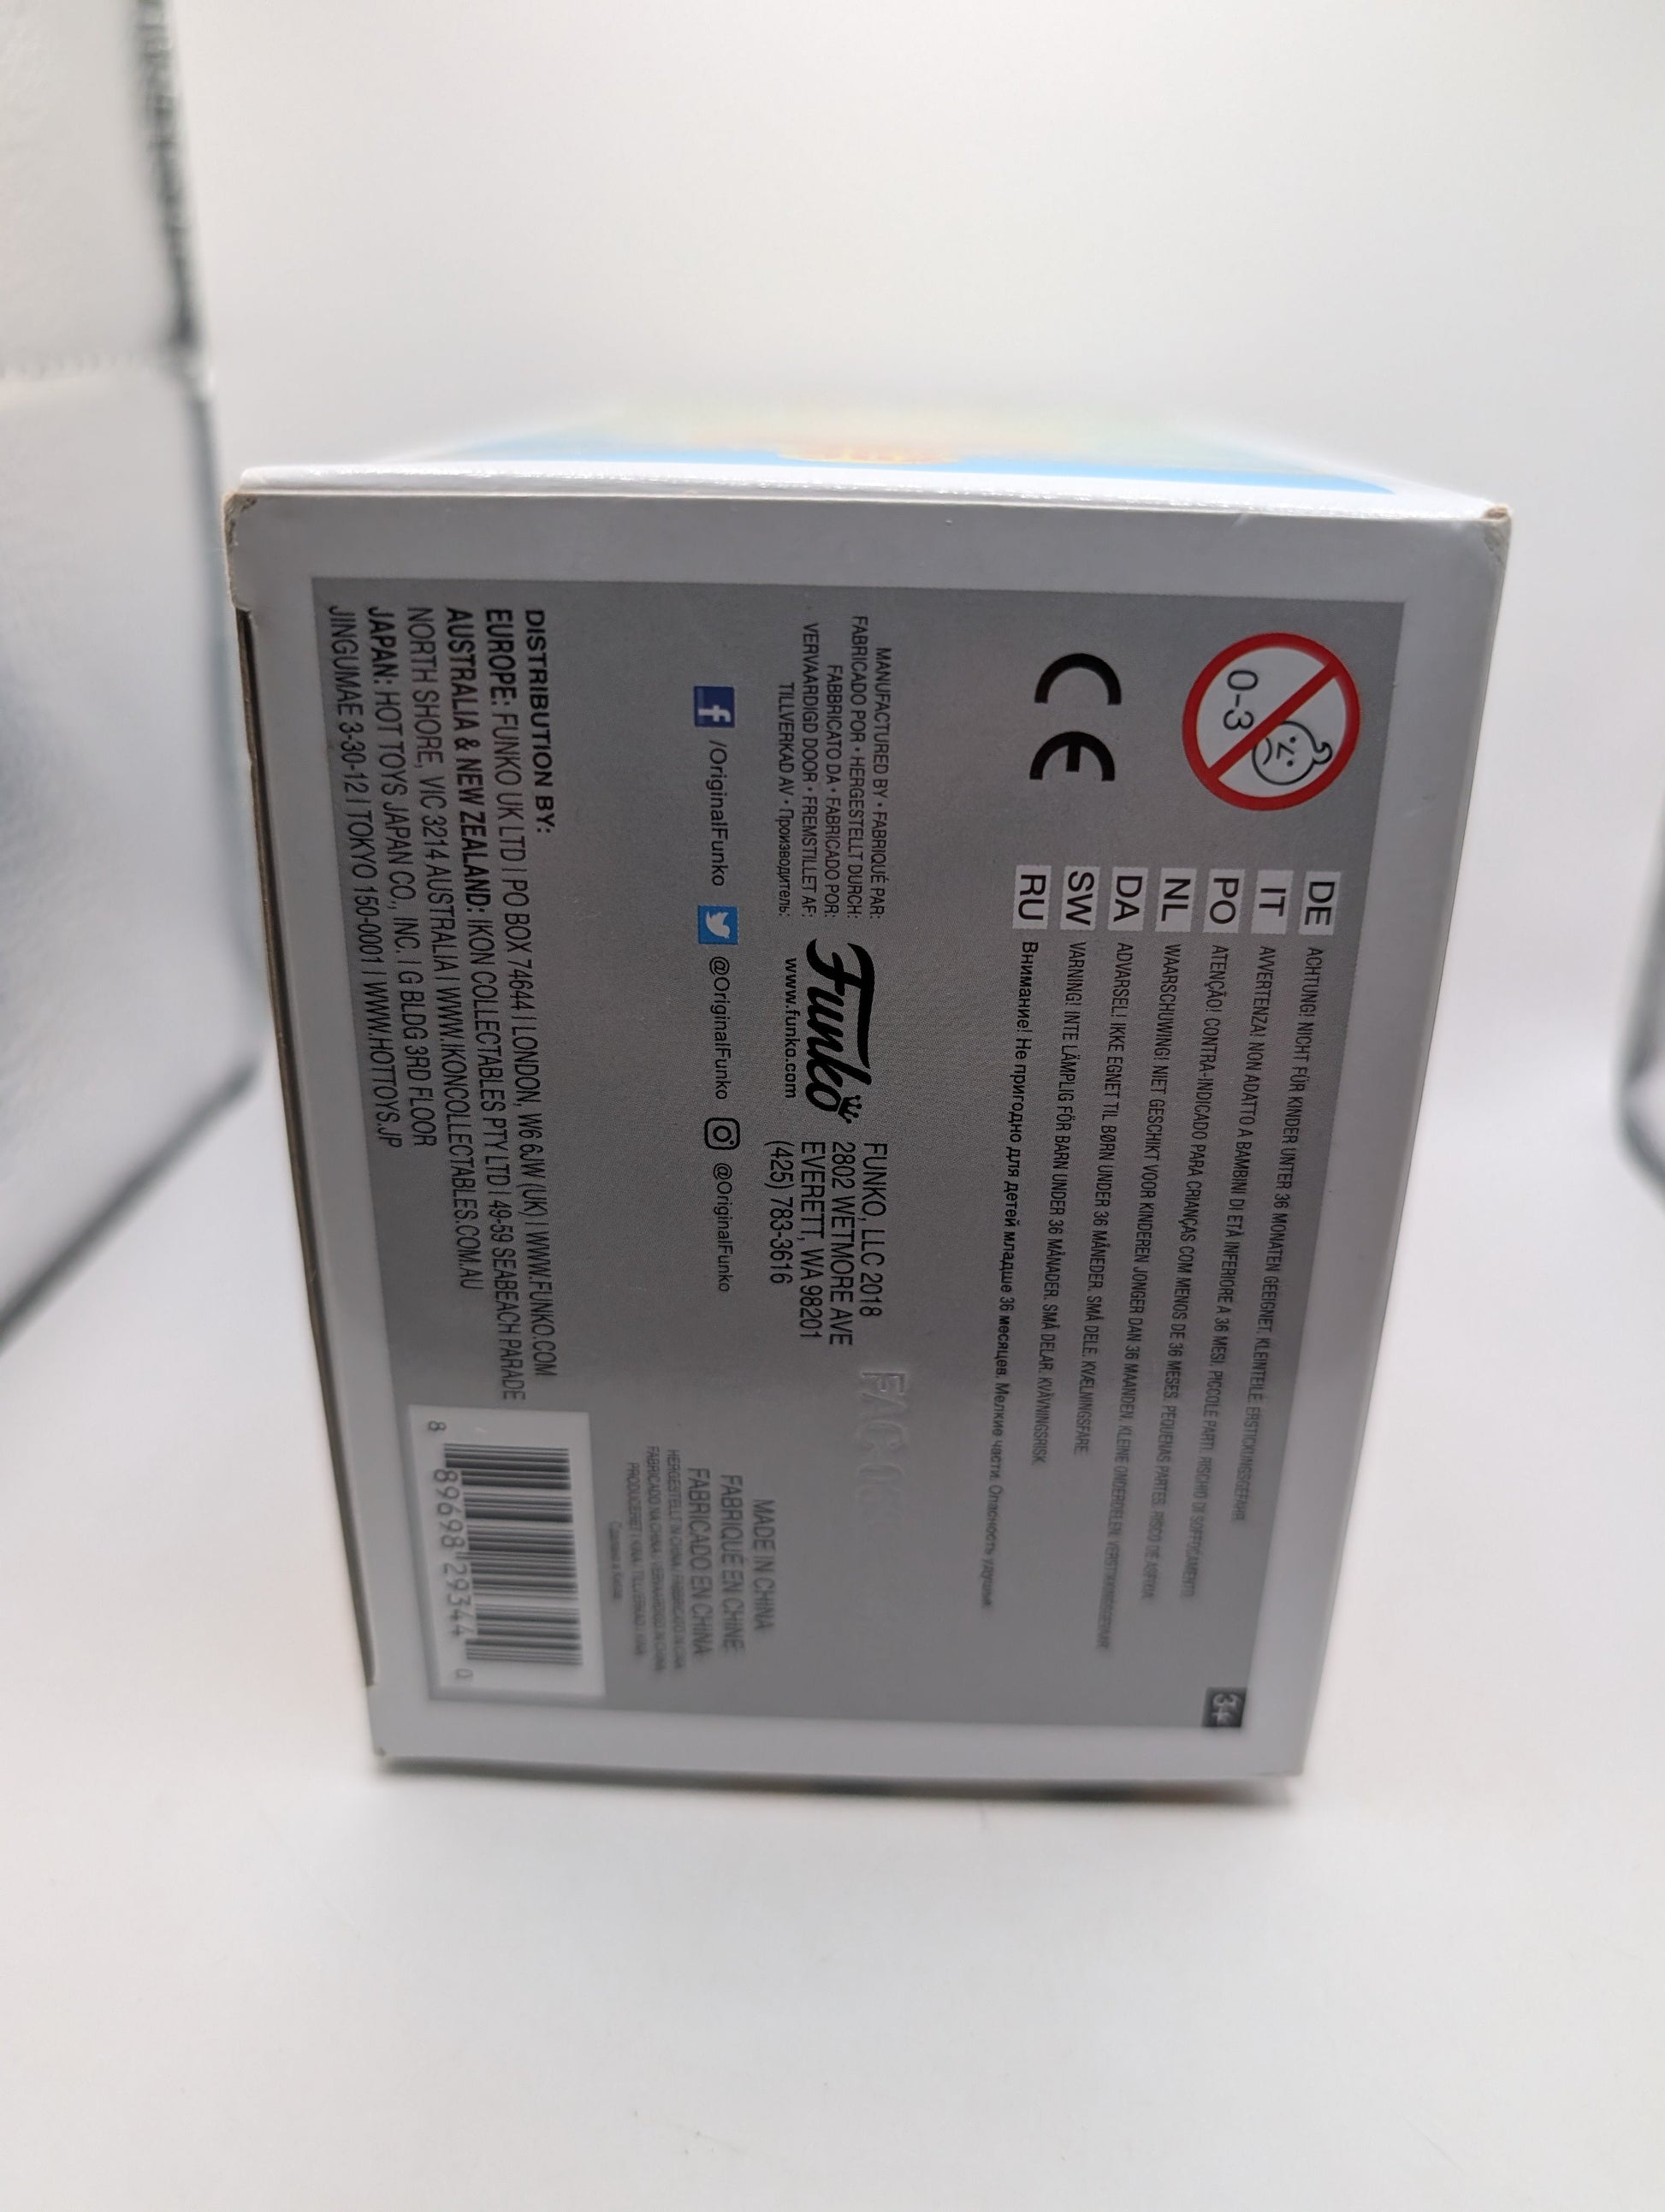 0-3
DE ACHTUNG! NICHT FÜR KINDER UNTER 36 MONATEN GEEIGNET. KLEINTEILE. ERSTICKUNGSGEFAHR.
IT AVVERTENZA! NON ADATTO A BAMBINI DI ETÀ INFERIORE A 36 MESI. PICCOLE PARTI. RISCHIO DI SOFFOCAMENTO.
PO ATENÇÃO! CONTRA-INDICADO PARA CRIANÇAS COM MENOS DE 36 MESES. PEQUENAS PARTES. RISCO DE ASFIXIA.
NL WAARSCHUWING! NIET GESCHIKT VOOR KINDEREN JONGER DAN 36 MAANDEN. KLEINE ONDERDELEN.
DA ADVARSEL! IKKE EGNET TIL BØRN UNDER 36 MÅNEDER. SMÅ DELE. KVÆLNINGSFARE.
SW VARNING! INTE LÄMPLIG FÖR BARN UNDER 36 MÅNADER. SMÅ DELAR. KVÄVNINGSRISK.
RU Внимание! Не пригодно для детей младше 36 месяцев. Мелкие части. Опасность удушья.
3+
CE
MANUFACTURED BY • FABRIQUÉ PAR:
FABRICADO POR • HERGESTELLT DURCH:
FABBRICATO DA • FABRICADO POR:
VERVAARDIGD DOOR • FREMSTILLET AF:
TILLVERKAD AV • Производитель:
Funko
www.funko.com
FUNKO, LLC 2018
2802 WETMORE AVE
EVERETT, WA 98201
(425) 783-3616
/OriginalFunko @OriginalFunko @OriginalFunko
MADE IN CHINA
FABRIQUÉ EN CHINE
FABRICADO EN CHINA
DISTRIBUTION BY:
EUROPE: FUNKO UK LTD | PO BOX 74644 | LONDON, W6 6JW (UK) | WWW.FUNKO.COM
AUSTRALIA & NEW ZEALAND: IKON COLLECTABLES PTY LTD | 49-59 SEABEACH PARADE
NORTH SHORE, VIC 3214 AUSTRALIA | WWW.IKONCOLLECTABLES.COM.AU
JAPAN: HOT TOYS JAPAN CO., INC. | G BLDG 3RD FLOOR
JINGUMAE 3-30-12 | TOKYO 150-0001 | WWW.HOTTOYS.JP
8 89698 29344 0